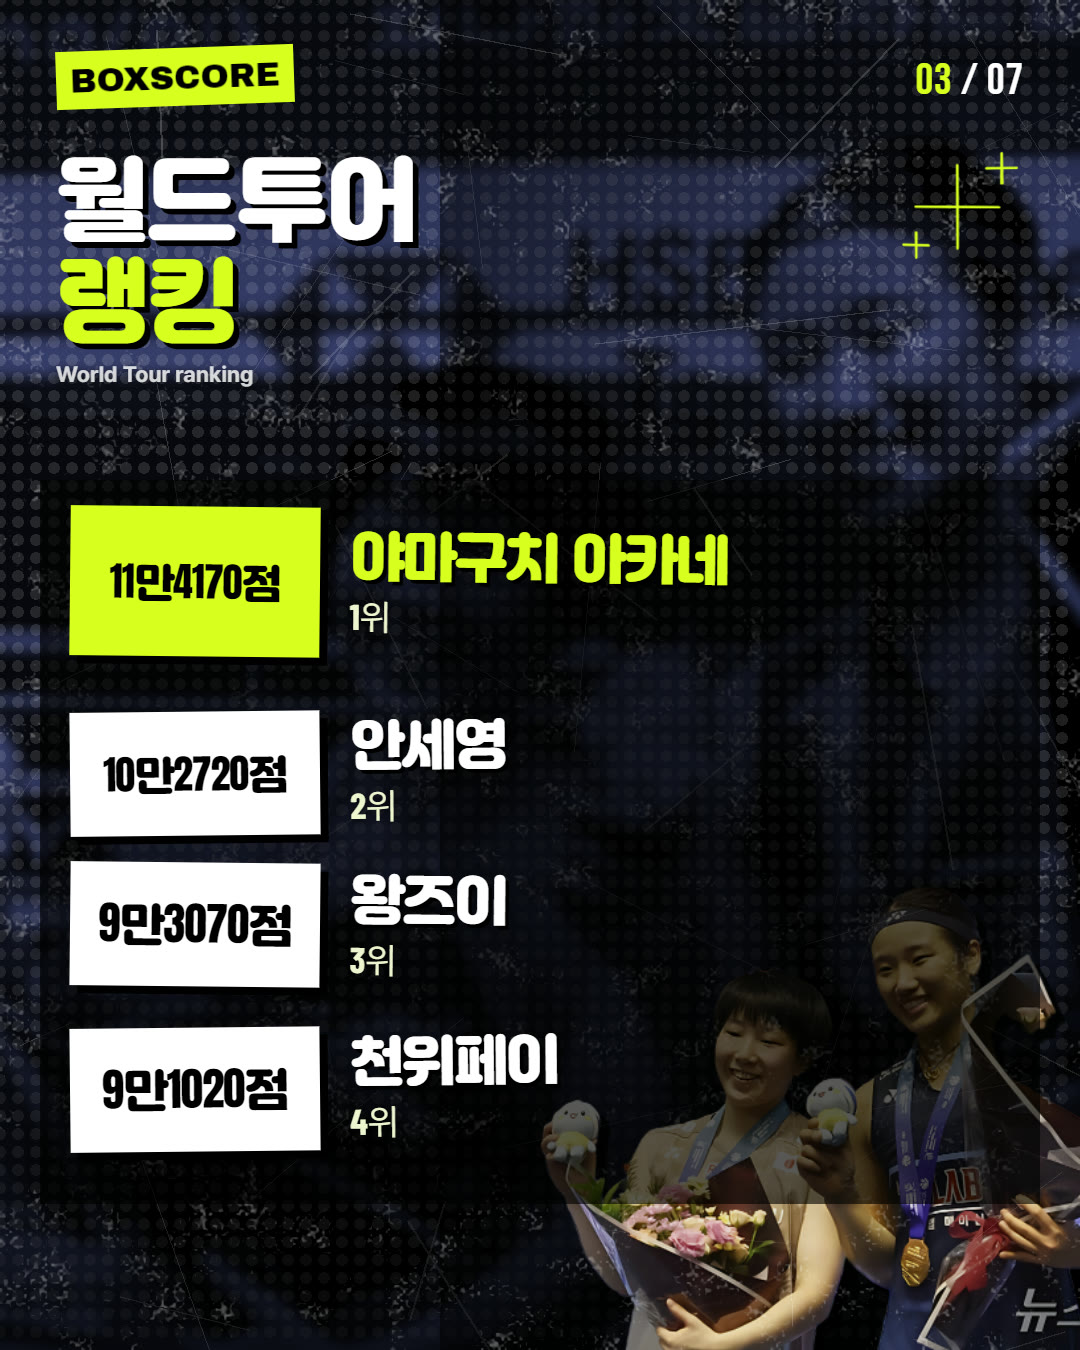 BOXSCORE
03 / 07
월드투어
랭킹
World Tour ranking
11만4170점
야마구치 아카네
1위
10만2720점
안세영
2위
9만3070점
왕즈이
3위
9만1020점
천위페이
4위
LAB
뉴스